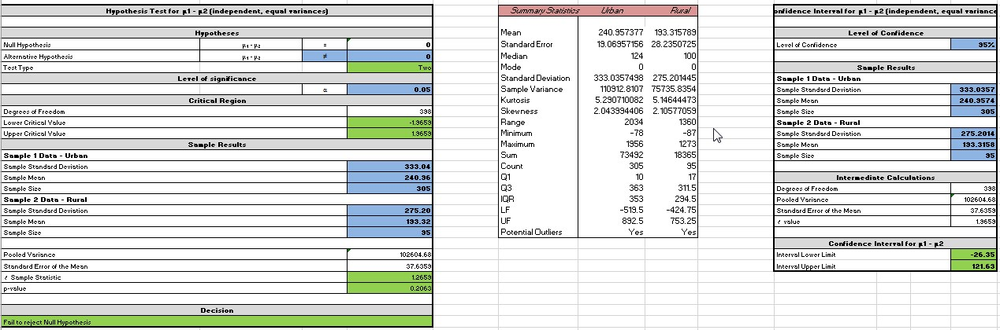 Hypothesis Test for μ1 - μ2 (independent, equal variances)
Hypotheses
Null Hypothesis μ₁ - μ₂ = 0
Alternative Hypothesis μ₁ - μ₂ ≠ 0
Test Type Two
Level of significance
α 0.05
Critical Region
Degrees of Freedom 398
Lower Critical Value -1.9659
Upper Critical Value 1.9659
Sample Results
Sample 1 Data - Urban
Sample Standard Deviation 333.04
Sample Mean 240.96
Sample Size 305
Sample 2 Data - Rural
Sample Standard Deviation 275.20
Sample Mean 193.32
Sample Size 95
Pooled Variance 102604.68
Standard Error of the Mean 37.6359
t Sample Statistic 1.2659
p-value 0.2063
Decision
Fail to reject Null Hypothesis
Summary Statistics Urban Rural
Mean 240.957377 193.315789
Standard Error 19.06957156 28.2350725
Median 124 100
Mode 0 0
Standard Deviation 333.0357498 275.201445
Sample Variance 110912.8107 75735.8354
Kurtosis 5.290710082 5.14644473
Skewness 2.043994406 2.10577059
Range 2034 1360
Minimum -78 -87
Maximum 1956 1273
Sum 73492 18365
Count 305 95
Q1 10 17
Q3 363 311.5
IQR 353 294.5
LF -519.5 -424.75
UF 892.5 753.25
Potential Outliers Yes Yes
onfidence Interval for μ1 - μ2 (independent, equal variance
Level of Confidence
Level of Confidence 95%
Sample Results
Sample 1 Data - Urban
Sample Standard Deviation 333.0357
Sample Mean 240.9574
Sample Size 305
Sample 2 Data - Rural
Sample Standard Deviation 275.2014
Sample Mean 193.3158
Sample Size 95
Intermediate Calculations
Degrees of Freedom 398
Pooled Variance 102604.68
Standard Error of the Mean 37.6359
t value 1.9659
Confidence Interval for μ1 - μ2
Interval Lower Limit -26.35
Interval Upper Limit 121.63